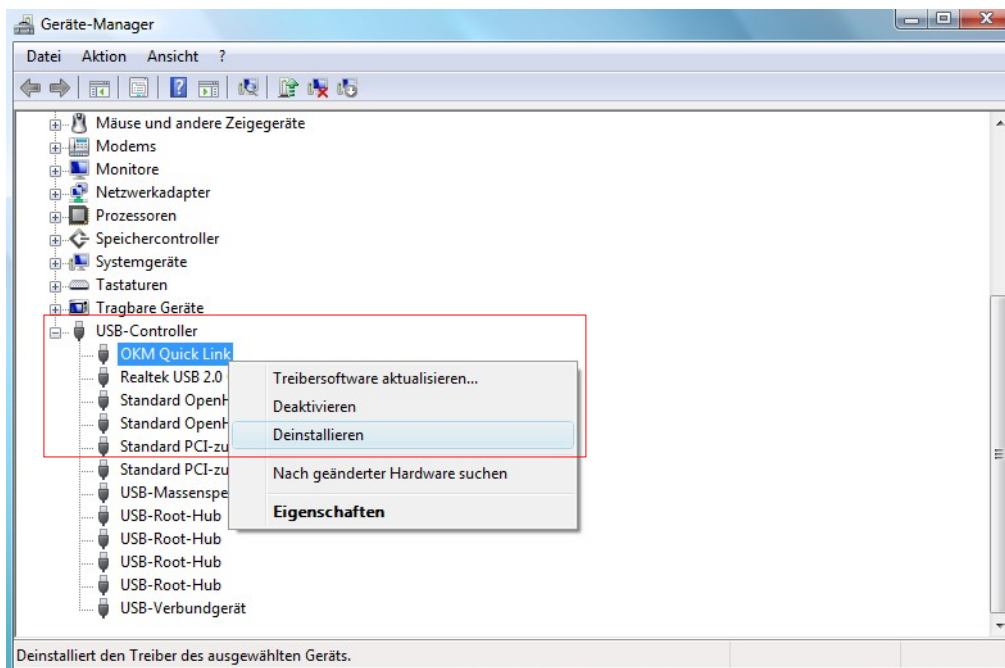 Geräte-Manager
Datei Aktion Ansicht ?
Mäuse und andere Zeigegeräte
Modems
Monitore
Netzwerkadapter
Prozessoren
Speichercontroller
Systemgeräte
Tastaturen
Tragbare Geräte
USB-Controller
OKM Quick Link
Realtek USB 2.0
Standard OpenH
Standard OpenH
Standard PCI-zu
Standard PCI-zu
USB-Massenspe
USB-Root-Hub
USB-Root-Hub
USB-Root-Hub
USB-Root-Hub
USB-Verbundgerät
Treibersoftware aktualisieren...
Deaktivieren
Deinstallieren
Nach geänderter Hardware suchen
Eigenschaften
Deinstalliert den Treiber des ausgewählten Geräts.